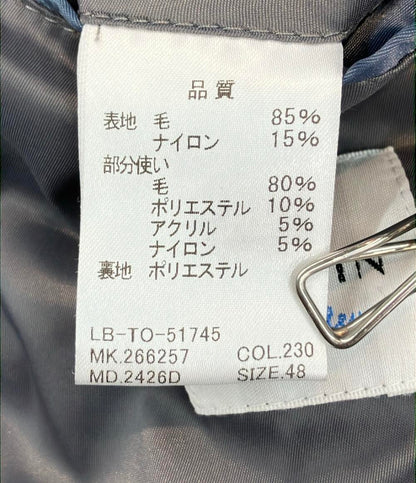 品質
表地 毛 85%
ナイロン 15%
部分使い
毛 80%
ポリエステル 10%
アクリル 5%
ナイロン 5%
裏地 ポリエステル
LB-TO-51745
MK.266257 COL.230
MD.2426D SIZE.48